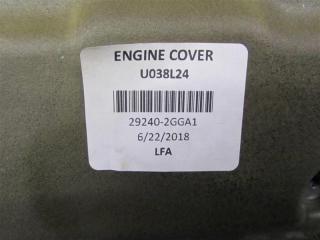 ENGINE COVER
U038L24
29240-2GGA1
6/22/2018
LFA